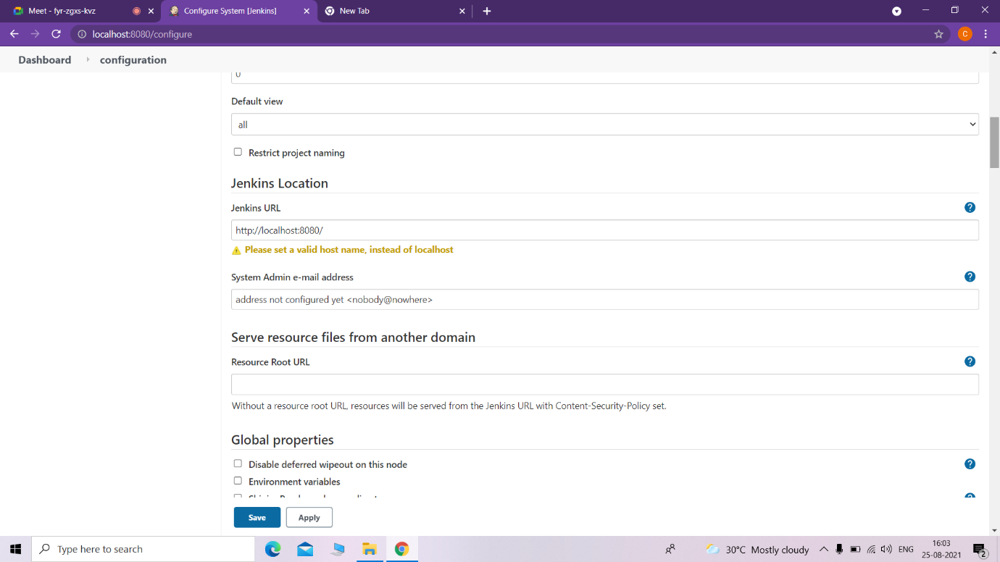 Meet - fyr-zgxs-kvz
Configure System [Jenkins]
New Tab
localhost:8080/configure
C
Dashboard
configuration
0
Default view
all
Restrict project naming
Jenkins Location
Jenkins URL
?
http://localhost:8080/
Please set a valid host name, instead of localhost
System Admin e-mail address
?
address not configured yet <nobody@nowhere>
Serve resource files from another domain
Resource Root URL
?
Without a resource root URL, resources will be served from the Jenkins URL with Content-Security-Policy set.
Global properties
Disable deferred wipeout on this node
?
Environment variables
Save
Apply
Type here to search
30°C Mostly cloudy
ENG
16:03
25-08-2021
2